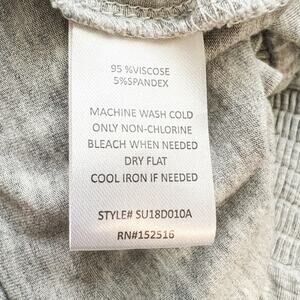 95 %VISCOSE
5%SPANDEX
MACHINE WASH COLD
ONLY NON-CHLORINE
BLEACH WHEN NEEDED
DRY FLAT
COOL IRON IF NEEDED
STYLE# SU18D010A
RN#152516